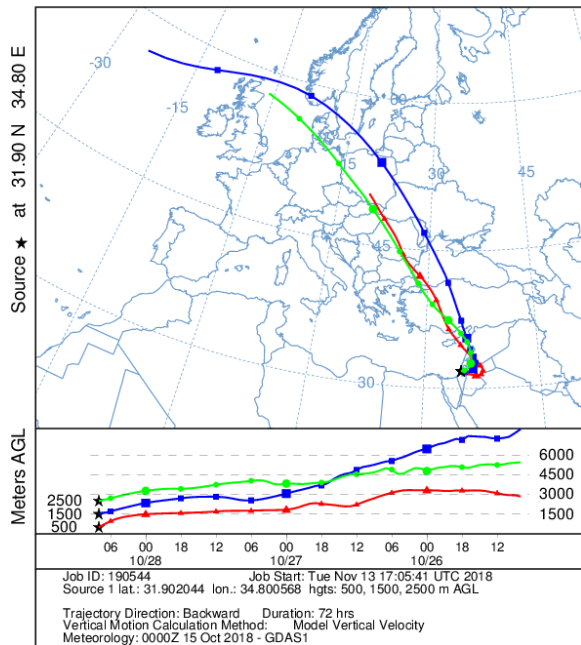 Source ★ at 31.90 N 34.80 E
-30
-15
30
45
15
30
45
15
30
Meters AGL
6000
4500
3000
1500
2500
1500
500
06 00 18 12 06 00 18 12 06 00 18 12
10/28 10/27 10/26
Job ID: 190544 Job Start: Tue Nov 13 17:05:41 UTC 2018
Source 1 lat.: 31.902044 lon.: 34.800568 hgts: 500, 1500, 2500 m AGL
Trajectory Direction: Backward Duration: 72 hrs
Vertical Motion Calculation Method: Model Vertical Velocity
Meteorology: 0000Z 15 Oct 2018 - GDAS1